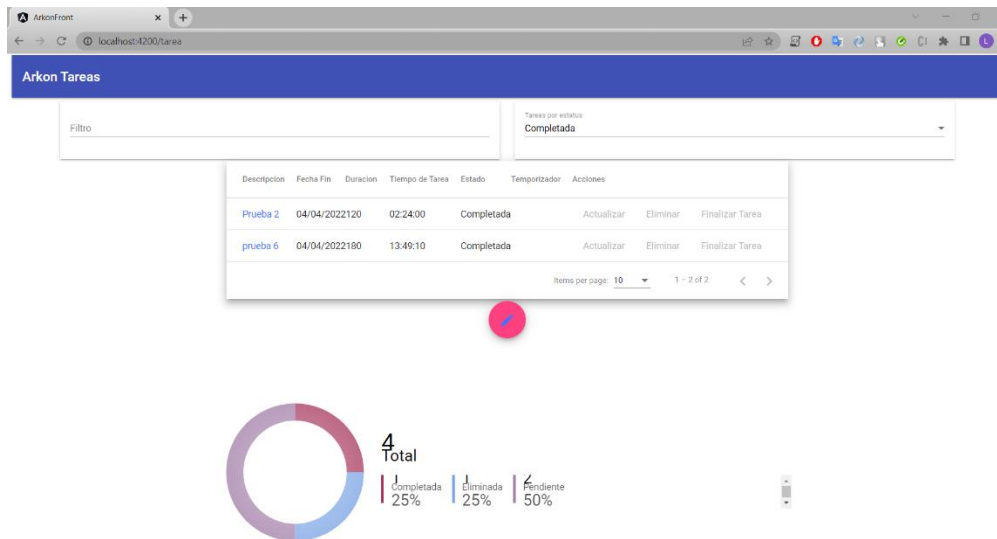 ArkonFront
localhost:4200/tarea
Arkon Tareas
Filtro
Tareas por estatus
Completada
Descripcion Fecha Fin Duracion Tiempo de Tarea Estado Temporizador Acciones
Prueba 2 04/04/2022120 02:24:00 Completada Actualizar Eliminar Finalizar Tarea
prueba 6 04/04/2022180 13:49:10 Completada Actualizar Eliminar Finalizar Tarea
Items per page: 10 1 – 2 of 2
4
Total
1 1 2
Completada Eliminada Pendiente
25% 25% 50%